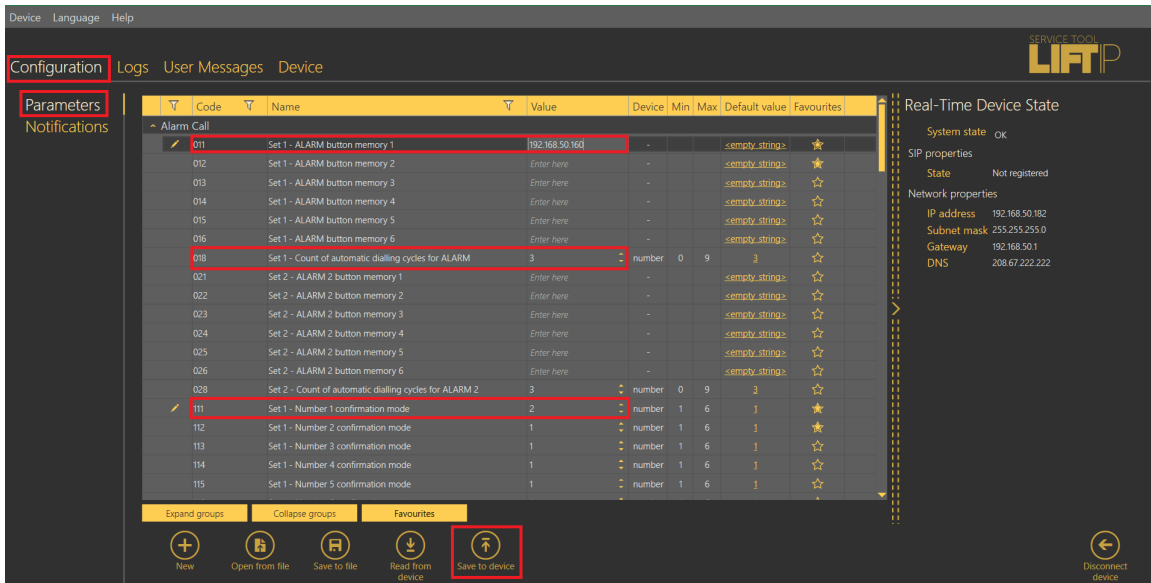 Device Language Help
SERVICE TOOL
LIFTIP
Configuration Logs User Messages Device
Parameters
Notifications
Code Name Value Device Min Max Default value Favourites
Alarm Call
011 Set 1 - ALARM button memory 1 192.168.50.160 - <empty string>
012 Set 1 - ALARM button memory 2 Enter here - <empty string>
013 Set 1 - ALARM button memory 3 Enter here - <empty string>
014 Set 1 - ALARM button memory 4 Enter here - <empty string>
015 Set 1 - ALARM button memory 5 Enter here - <empty string>
016 Set 1 - ALARM button memory 6 Enter here - <empty string>
018 Set 1 - Count of automatic dialling cycles for ALARM 3 number 0 9 3
021 Set 2 - ALARM 2 button memory 1 Enter here - <empty string>
022 Set 2 - ALARM 2 button memory 2 Enter here - <empty string>
023 Set 2 - ALARM 2 button memory 3 Enter here - <empty string>
024 Set 2 - ALARM 2 button memory 4 Enter here - <empty string>
025 Set 2 - ALARM 2 button memory 5 Enter here - <empty string>
026 Set 2 - ALARM 2 button memory 6 Enter here - <empty string>
028 Set 2 - Count of automatic dialling cycles for ALARM 2 3 number 0 9 3
111 Set 1 - Number 1 confirmation mode 2 number 1 6 1
112 Set 1 - Number 2 confirmation mode 1 number 1 6 1
113 Set 1 - Number 3 confirmation mode 1 number 1 6 1
114 Set 1 - Number 4 confirmation mode 1 number 1 6 1
115 Set 1 - Number 5 confirmation mode 1 number 1 6 1
Expand groups Collapse groups Favourites
New Open from file Save to file Read from device Save to device
Real-Time Device State
System state OK
SIP properties
State Not registered
Network properties
IP address 192.168.50.182
Subnet mask 255.255.255.0
Gateway 192.168.50.1
DNS 208.67.222.222
Disconnect device